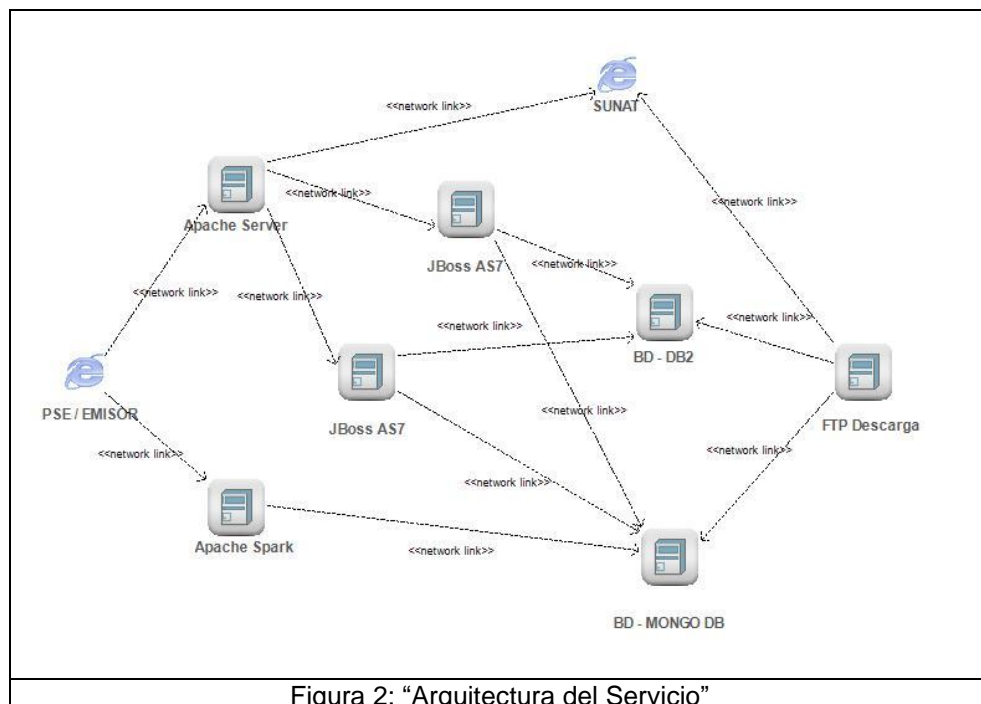 <<network link>>
SUNAT
<<network link>>
<<network link>>
Apache Server
JBoss AS7
<<network link>>
<<network link>>
<<network link>>
<<network link>>
<<network link>>
BD - DB2
PSE / EMISOR
JBoss AS7
<<network link>>
FTP Descarga
<<network link>>
<<network link>>
<<network link>>
Apache Spark
<<network link>>
BD - MONGO DB
Figura 2: “Arquitectura del Servicio”